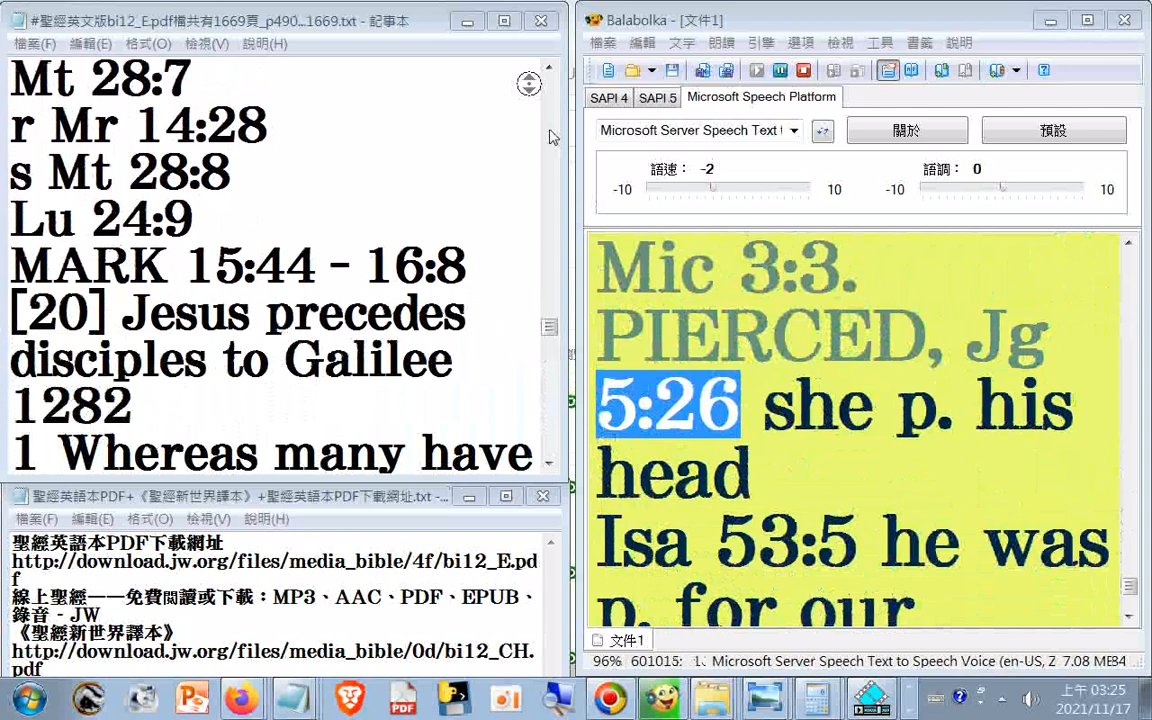 #聖經英文版bi12_E.pdf檔共有1669頁_p490...1669.txt - 記事本
檔案(F) 編輯(E) 格式(O) 檢視(V) 說明(H)
Mt 28:7
r Mr 14:28
s Mt 28:8
Lu 24:9
MARK 15:44 - 16:8
[20] Jesus precedes
disciples to Galilee
1282
1 Whereas many have
聖經英語本PDF+《聖經新世界譯本》+聖經英語本PDF下載網址.txt -...
檔案(F) 編輯(E) 格式(O) 檢視(V) 說明(H)
聖經英語本PDF下載網址
http://download.jw.org/files/media_bible/4f/bi12_E.pd
f
線上聖經——免費閱讀或下載：MP3、AAC、PDF、EPUB、
錄音 - JW
《聖經新世界譯本》
http://download.jw.org/files/media_bible/0d/bi12_CH.
pdf
Balabolka - [文件1]
檔案 編輯 文字 朗讀 引擎 選項 檢視 工具 書籤 說明
SAPI 4 SAPI 5 Microsoft Speech Platform
Microsoft Server Speech Text 關於 預設
語速： -2 語調： 0
-10 10 -10 10
Mic 3:3.
PIERCED, Jg
5:26 she p. his
head
Isa 53:5 he was
p. for our
文件1
96% 601015: Microsoft Server Speech Text to Speech Voice (en-US, Z 7.08 MB
上午 03:25
2021/11/17